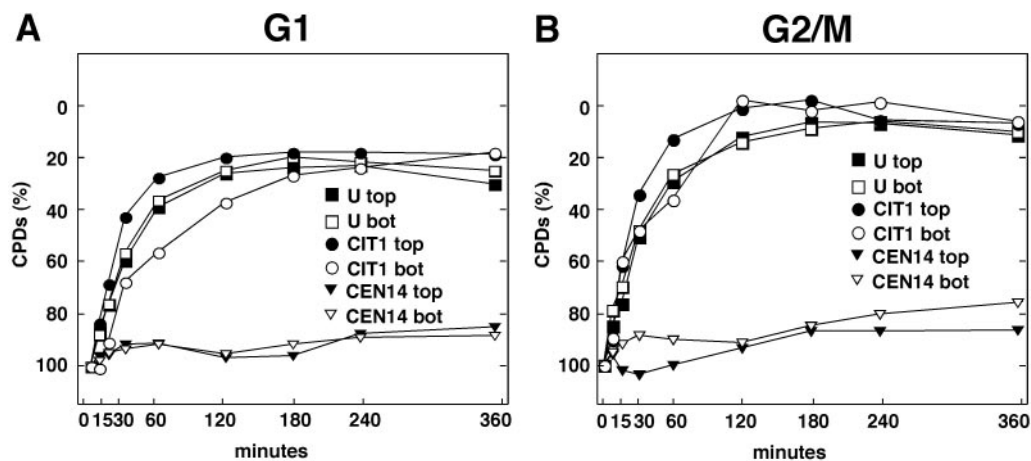 A G1
CPDs (%)
0
20
40
60
80
100
U top
U bot
CIT1 top
CIT1 bot
CEN14 top
CEN14 bot
0 15 30 60 120 180 240 360
minutes
B G2/M
CPDs (%)
0
20
40
60
80
100
U top
U bot
CIT1 top
CIT1 bot
CEN14 top
CEN14 bot
0 15 30 60 120 180 240 360
minutes